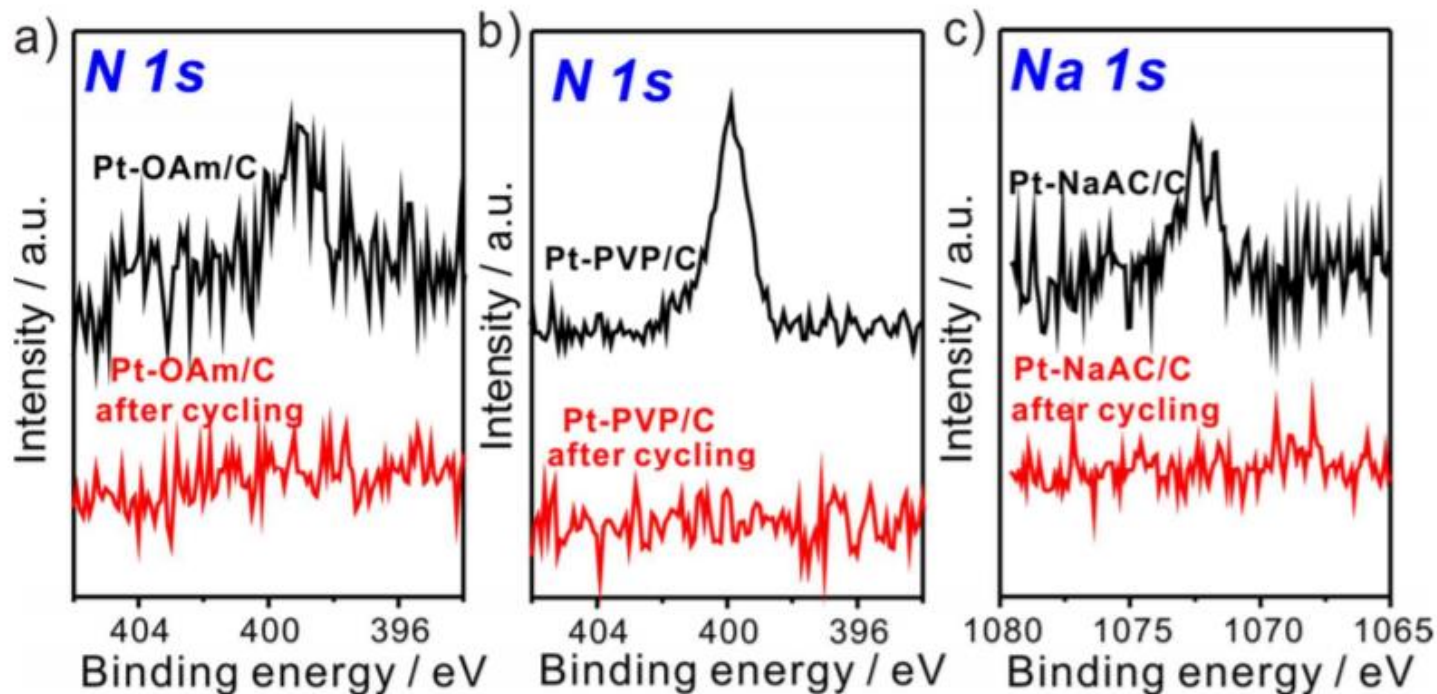 a)
N 1s
Pt-OAm/C
Pt-OAm/C
after cycling
Intensity / a.u.
404 400 396
Binding energy / eV
b)
N 1s
Pt-PVP/C
Pt-PVP/C
after cycling
Intensity / a.u.
404 400 396
Binding energy / eV
c)
Na 1s
Pt-NaAC/C
Pt-NaAC/C
after cycling
Intensity / a.u.
1080 1075 1070 1065
Binding energy / eV